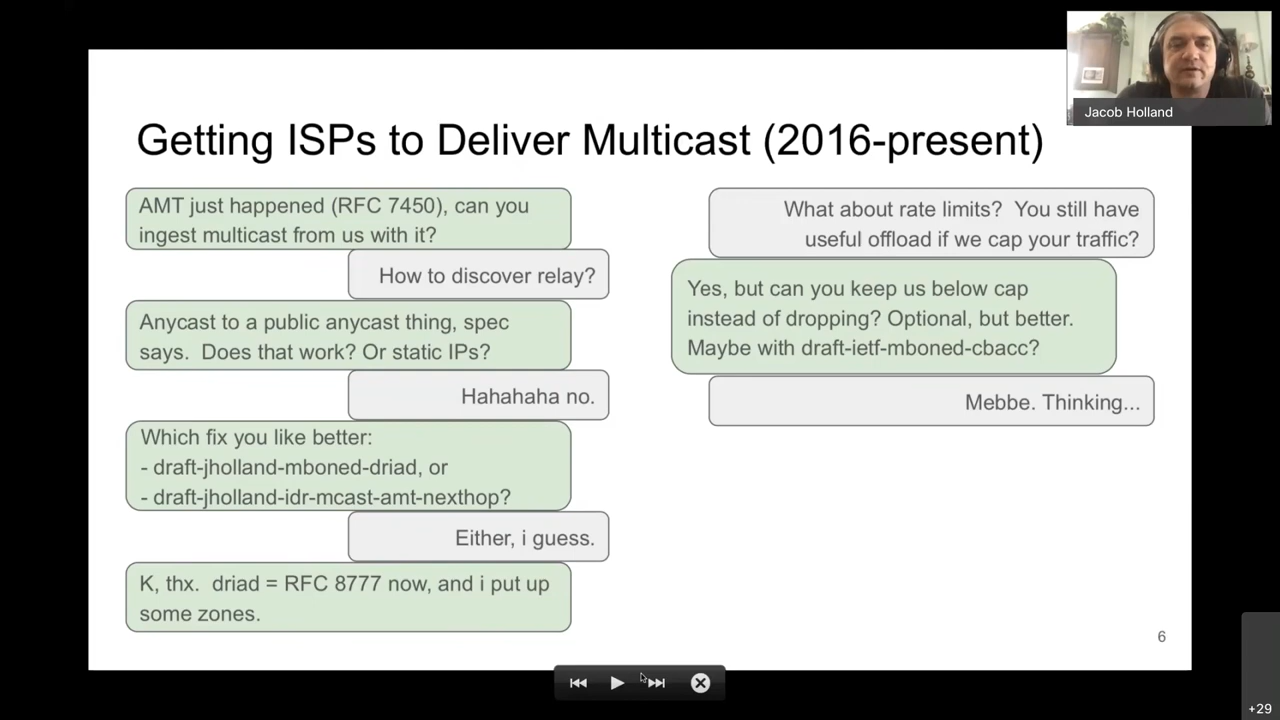 Jacob Holland
Getting ISPs to Deliver Multicast (2016-present)
AMT just happened (RFC 7450), can you
ingest multicast from us with it?
How to discover relay?
Anycast to a public anycast thing, spec
says.  Does that work? Or static IPs?
Hahahaha no.
Which fix you like better:
- draft-jholland-mboned-driad, or
- draft-jholland-idr-mcast-amt-nexthop?
Either, i guess.
K, thx.  driad = RFC 8777 now, and i put up
some zones.
What about rate limits?  You still have
useful offload if we cap your traffic?
Yes, but can you keep us below cap
instead of dropping? Optional, but better.
Maybe with draft-ietf-mboned-cbacc?
Mebbe. Thinking...
6
+29